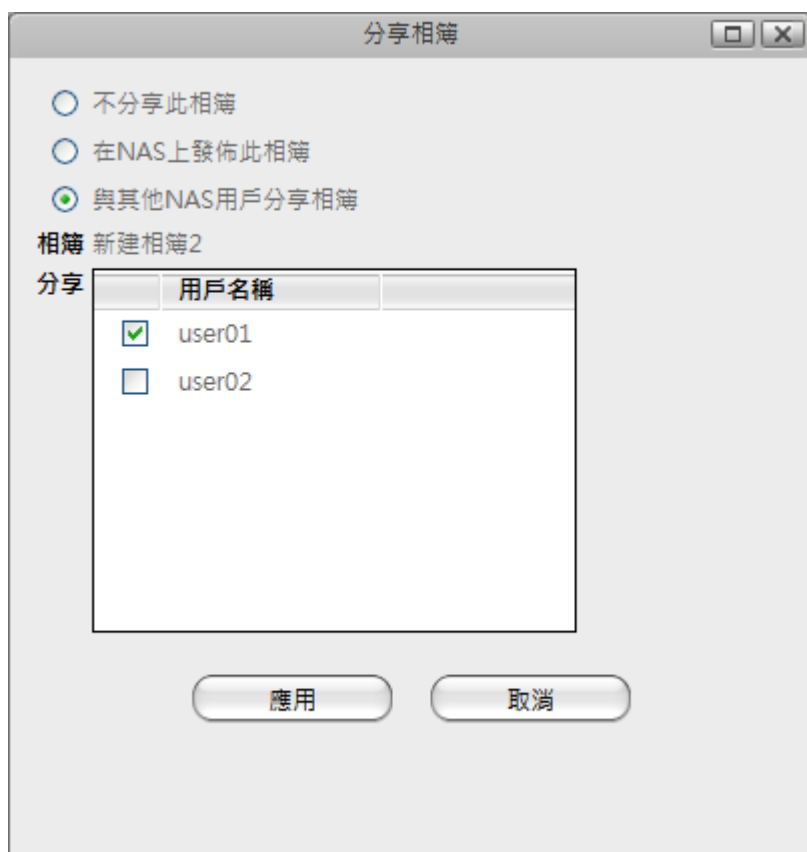 分享相簿
不分享此相簿
在NAS上發佈此相簿
與其他NAS用戶分享相簿
相簿 新建相簿2
分享
用戶名稱
user01
user02
應用 取消